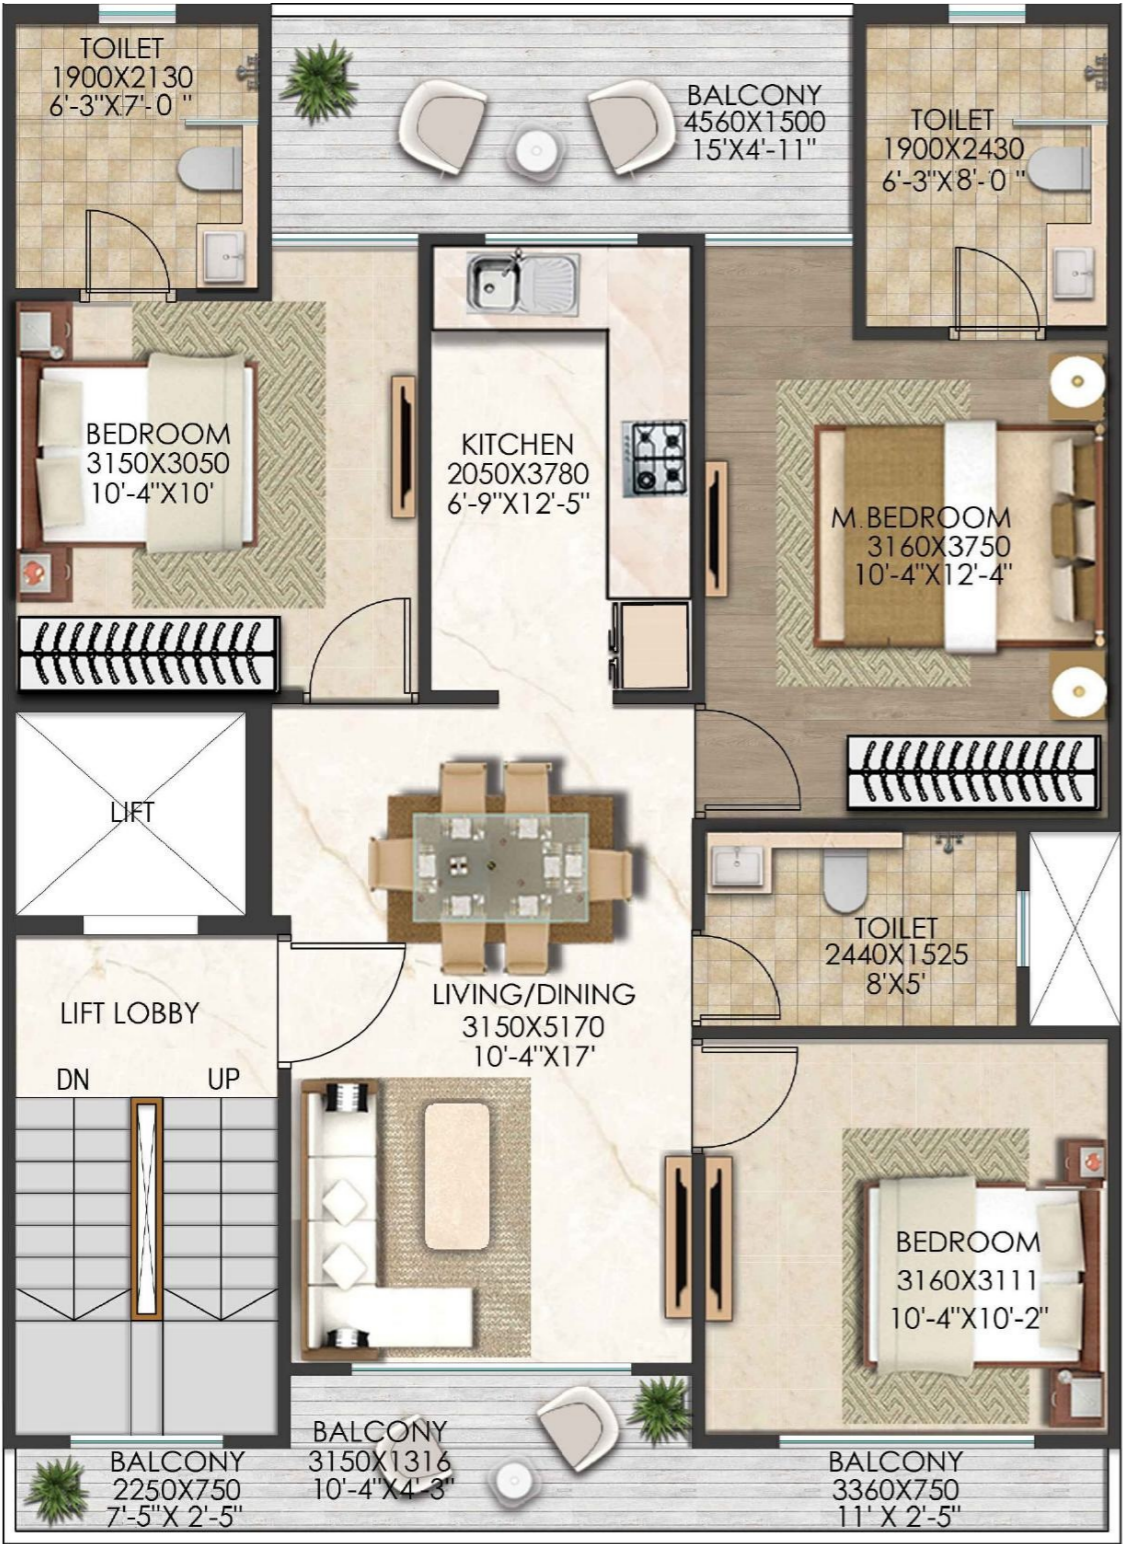 TOILET
1900X2130
6'-3"X7'-0 "
BALCONY
4560X1500
15'X4'-11"
TOILET
1900X2430
6'-3"X8'-0 "
BEDROOM
3150X3050
10'-4"X10'
KITCHEN
2050X3780
6'-9"X12'-5"
M.BEDROOM
3160X3750
10'-4"X12'-4"
LIFT
TOILET
2440X1525
8'X5'
LIFT LOBBY
LIVING/DINING
3150X5170
10'-4"X17'
DN
UP
BEDROOM
3160X3111
10'-4"X10'-2"
BALCONY
2250X750
7'-5"X 2'-5"
BALCONY
3150X1316
10'-4"X4'-3"
BALCONY
3360X750
11' X 2'-5"